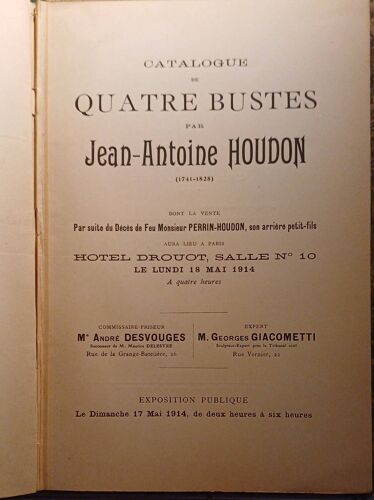 CATALOGUE
DE
QUATRE BUSTES
PAR
Jean-Antoine HOUDON
(1741-1828)
DONT LA VENTE
Par suite du Décès de Feu Monsieur PERRIN-HOUDON, son arrière petit-fils
AURA LIEU A PARIS
HOTEL DROUOT, SALLE N° 10
LE LUNDI 18 MAI 1914
A quatre heures
COMMISSAIRE-PRISEUR
Me ANDRÉ DESVOUGES
Successeur de M. Maurice DELESTRE
Rue de la Grange-Batelière, 26
EXPERT
M. GEORGES GIACOMETTI
Sculpteur-Expert près le Tribunal civil
Rue Vernier,
EXPOSITION PUBLIQUE
Le Dimanche 17 Mai 1914, de deux heures à six heures